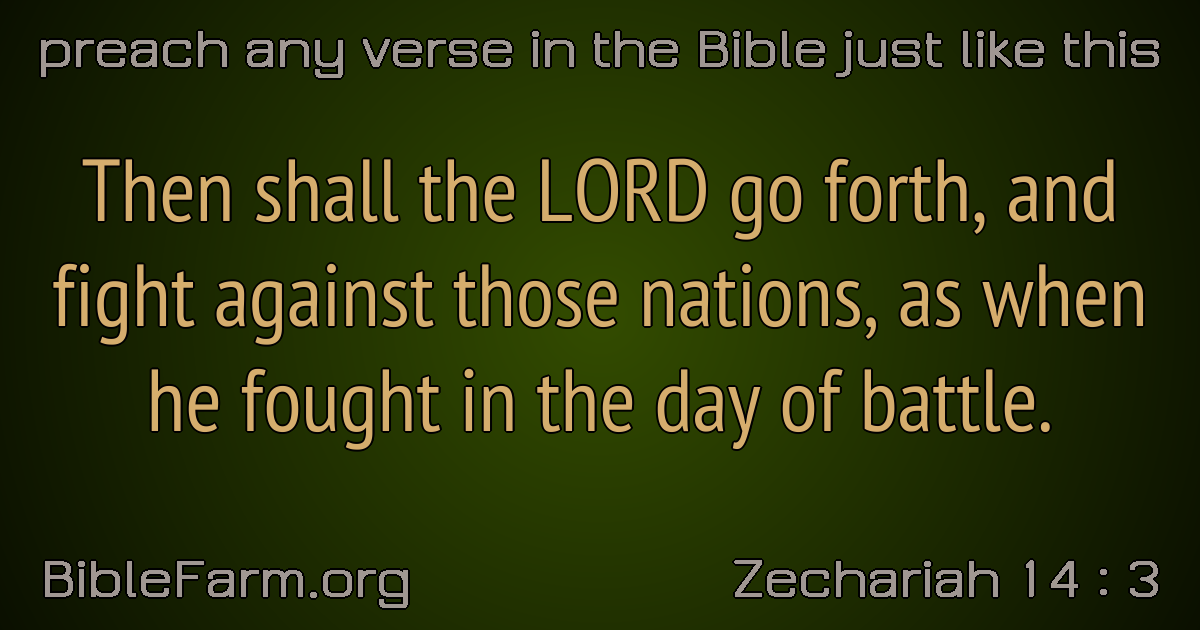 preach any verse in the Bible just like this
Then shall the LORD go forth, and
fight against those nations, as when
he fought in the day of battle.
BibleFarm.org
Zechariah 14 : 3